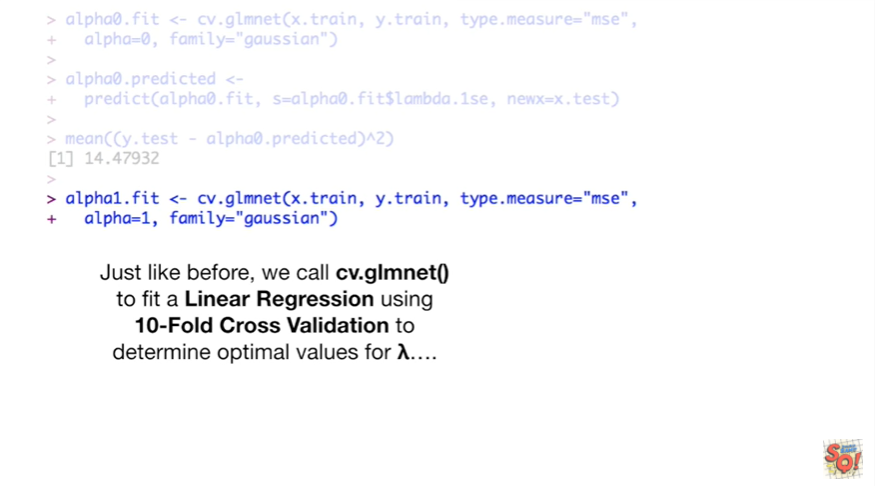 > alpha0.fit <- cv.glmnet(x.train, y.train, type.measure="mse",
+   alpha=0, family="gaussian")
>
> alpha0.predicted <-
+   predict(alpha0.fit, s=alpha0.fit$lambda.1se, newx=x.test)
>
> mean((y.test - alpha0.predicted)^2)
[1] 14.47932
>
> alpha1.fit <- cv.glmnet(x.train, y.train, type.measure="mse",
+   alpha=1, family="gaussian")
Just like before, we call cv.glmnet()
to fit a Linear Regression using
10-Fold Cross Validation to
determine optimal values for λ....
SQ!